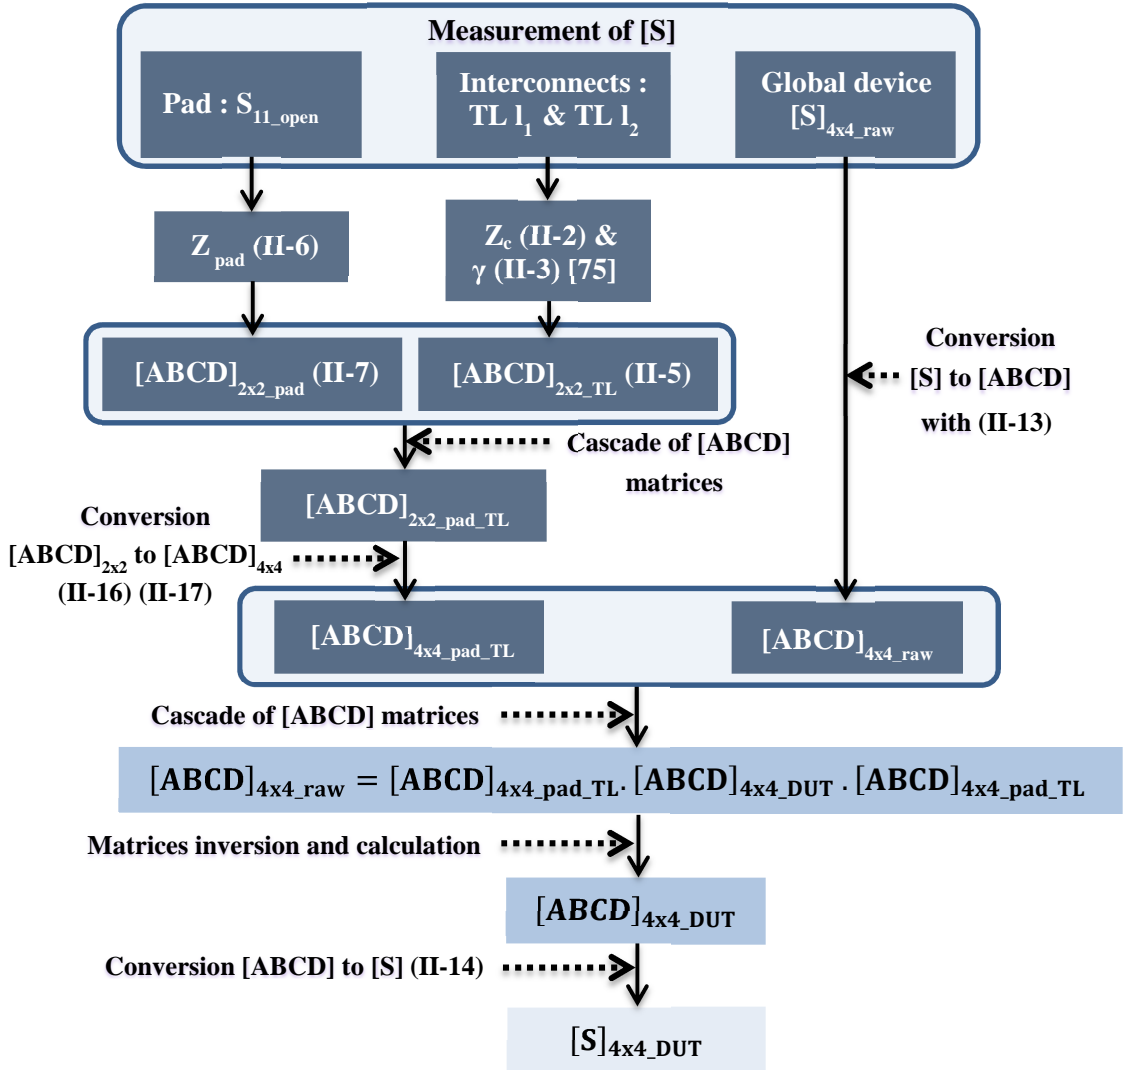 Measurement of [S]
Pad : S11_open
Interconnects :
TL l1 & TL l2
Global device
[S]4x4_raw
Zpad (II-6)
Zc (II-2) &
γ (II-3) [75]
[ABCD]2x2_pad (II-7)
[ABCD]2x2_TL (II-5)
Conversion
[S] to [ABCD]
with (II-13)
Cascade of [ABCD]
matrices
[ABCD]2x2_pad_TL
Conversion
[ABCD]2x2 to [ABCD]4x4
(II-16) (II-17)
[ABCD]4x4_pad_TL
[ABCD]4x4_raw
Cascade of [ABCD] matrices
[ABCD]4x4_raw = [ABCD]4x4_pad_TL. [ABCD]4x4_DUT . [ABCD]4x4_pad_TL
Matrices inversion and calculation
[ABCD]4x4_DUT
Conversion [ABCD] to [S] (II-14)
[S]4x4_DUT